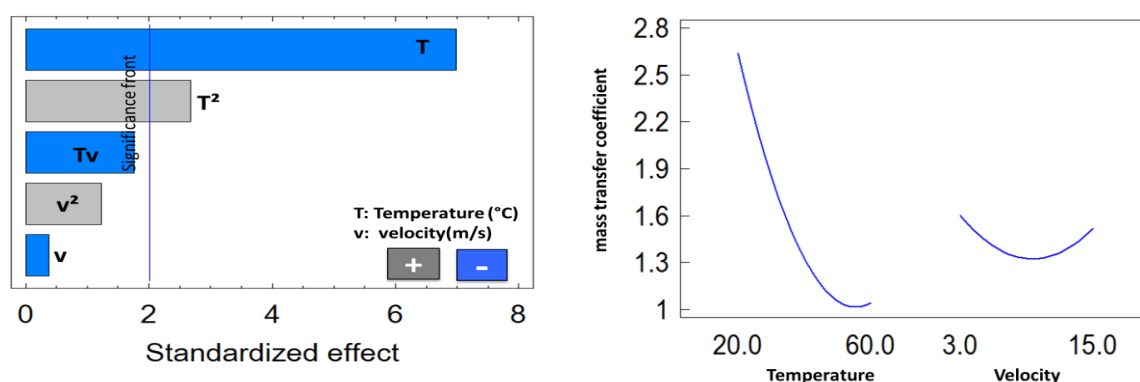 T
T²
Tv
v²
v
Significance front
T: Temperature (°C)
v: velocity(m/s)
+ -
0 2 4 6 8
Standardized effect
mass transfer coefficient
2.8
2.5
2.2
1.9
1.6
1.3
1
20.0 60.0 3.0 15.0
Temperature Velocity